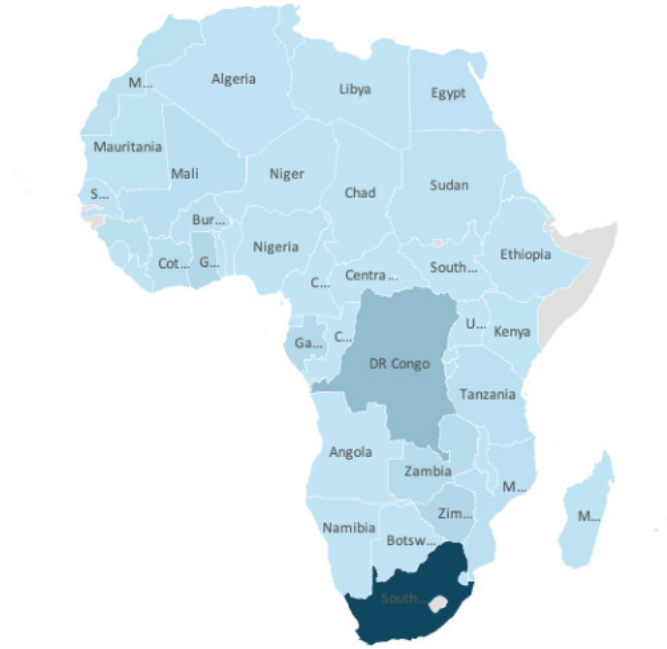 M...
Algeria
Libya
Egypt
Mauritania
Mali
Niger
Chad
Sudan
S...
Bur...
Nigeria
Cot...
G...
C...
Centra...
South...
Ethiopia
Ga...
C...
U...
Kenya
DR Congo
Tanzania
Angola
Zambia
M...
Zim...
M...
Namibia
Botsw...
South...